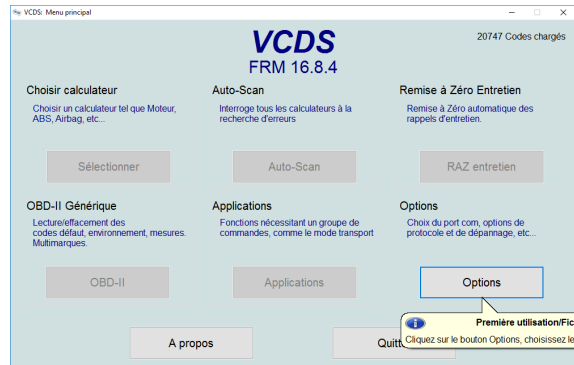 VCDS: Menu principal
VCDS
FRM 16.8.4
20747 Codes chargés
Choisir calculateur
Choisir un calculateur tel que Moteur,
ABS, Airbag, etc...
Sélectionner
Auto-Scan
Interroge tous les calculateurs à la
recherche d'erreurs
Auto-Scan
Remise à Zéro Entretien
Remise à Zéro automatique des
rappels d'entretien.
RAZ entretien
OBD-II Générique
Lecture/effacement des
codes défaut, environnement, mesures.
Multimarques.
OBD-II
Applications
Fonctions nécessitant un groupe de
commandes, comme le mode transport
Applications
Options
Choix du port com, options de
protocole et de dépannage, etc...
Options
Première utilisation/Fic
Cliquez sur le bouton Options, choisissez le
A propos
Quitt